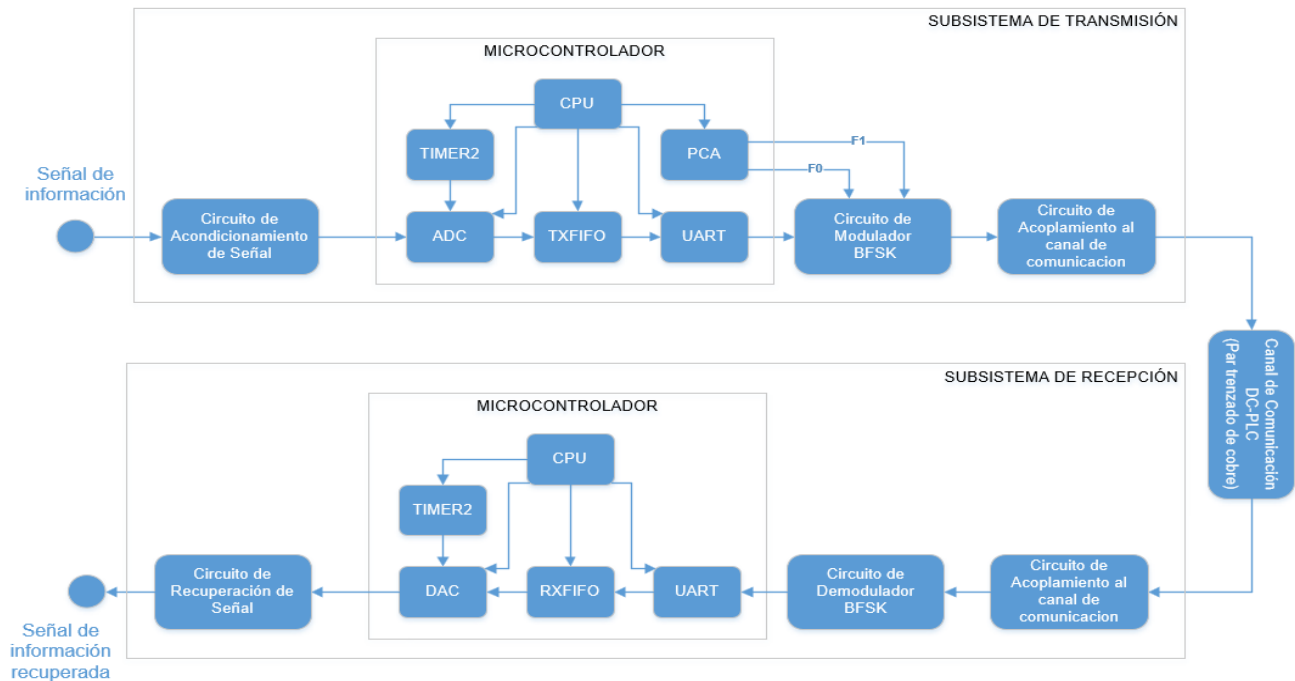 SUBSISTEMA DE TRANSMISIÓN
MICROCONTROLADOR
CPU
TIMER2
PCA
F1
F0
Señal de
información
Circuito de
Acondicionamiento
de Señal
ADC
TXFIFO
UART
Circuito de
Modulador
BFSK
Circuito de
Acoplamiento al
canal de
comunicacion
Canal de Comunicación
DC-PLC
(Par trenzado de cobre)
SUBSISTEMA DE RECEPCIÓN
MICROCONTROLADOR
CPU
TIMER2
Señal de
información
recuperada
Circuito de
Recuperación de
Señal
DAC
RXFIFO
UART
Circuito de
Demodulador
BFSK
Circuito de
Acoplamiento al
canal de
comunicacion